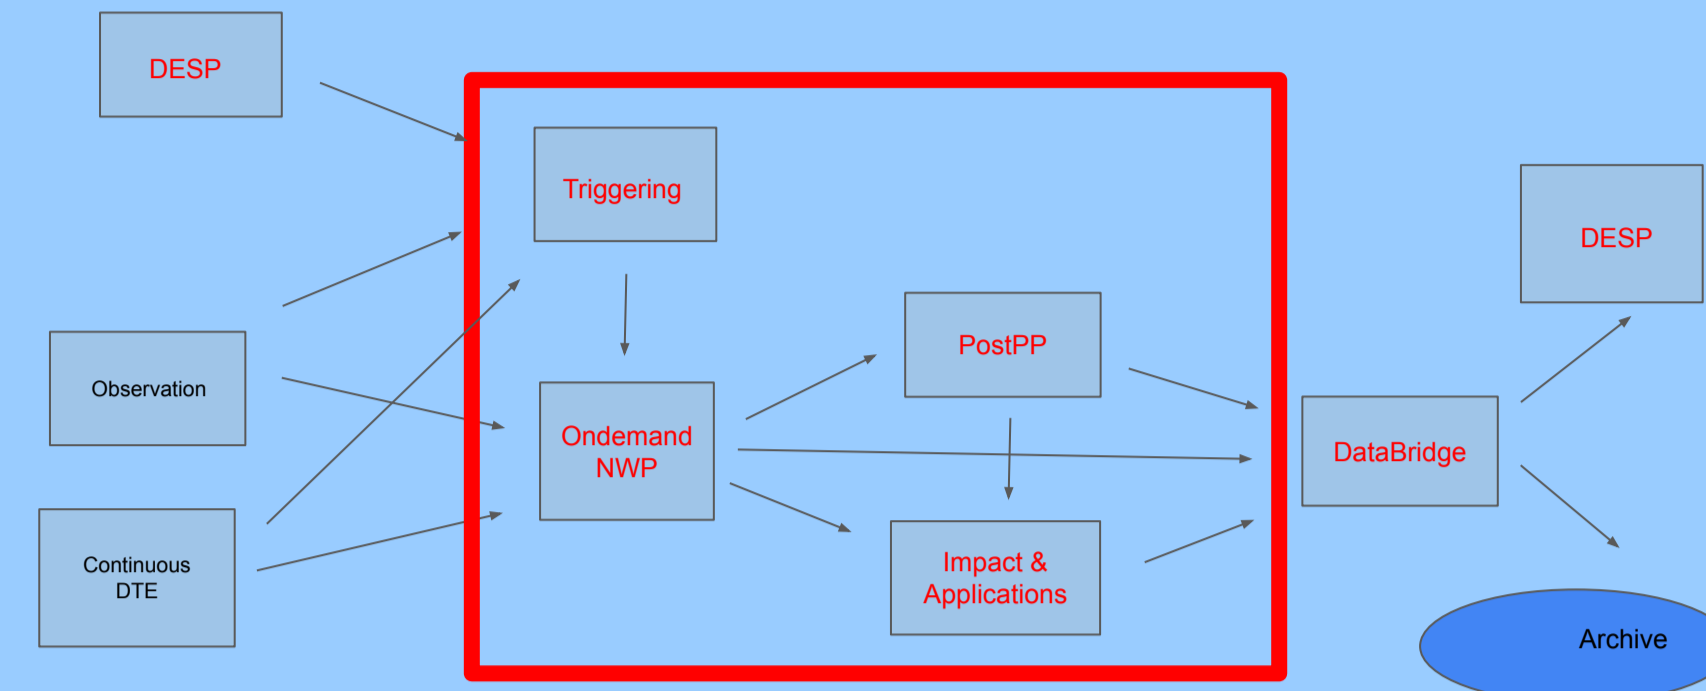 DESP
Triggering
DESP
PostPP
Observation
Ondemand
NWP
DataBridge
Continuous
DTE
Impact &
Applications
Archive